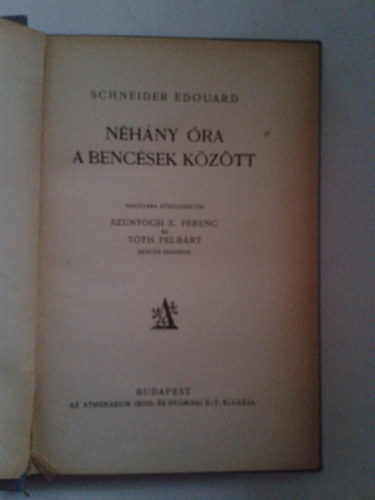 SCHNEIDER EDOUARD
NÉHÁNY ÓRA
A BENCÉSEK KÖZÖTT
MAGYARRA ÁTDOLGOZTÁK
SZUNYOGH X. FERENC
ÉS
TÓTH PELBÁRT
BENCÉS TANÁROK
A
BUDAPEST
AZ ATHENAEUM IROD. ÉS NYOMDAI R.-T. KIADÁSA